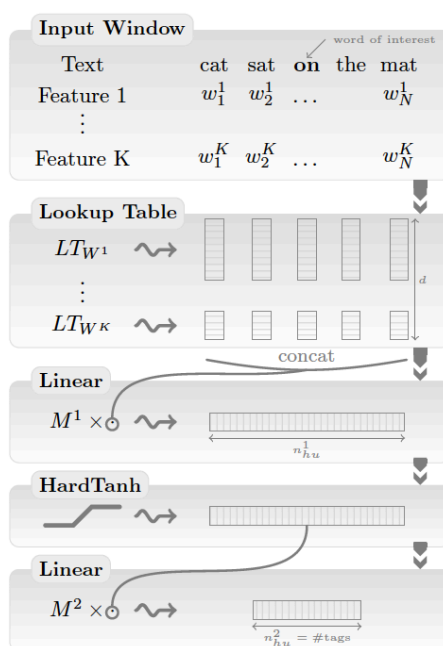 Input Window
word of interest
Text cat sat on the mat
Feature 1 w_1^1 w_2^1 ... w_N^1
⋮
Feature K w_1^K w_2^K ... w_N^K
Lookup Table
LT_{W^1}
d
⋮
LT_{W^K}
concat
Linear
M^1 × ⊙
n_{hu}^1
HardTanh
Linear
M^2 × ⊙
n_{hu}^2 = #tags